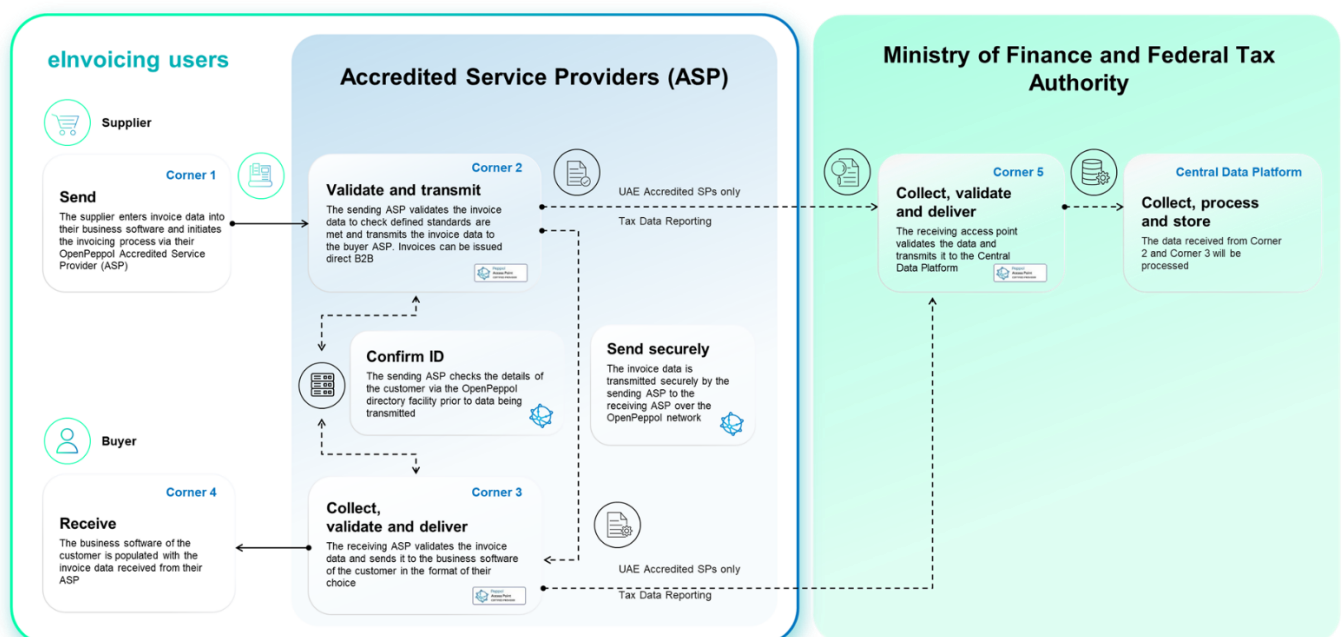 eInvoicing users
Supplier
Corner 1
Send
The supplier enters invoice data into
their business software and initiates
the invoicing process via their
OpenPeppol Accredited Service
Provider (ASP)
Buyer
Corner 4
Receive
The business software of the
customer is populated with the
invoice data received from their
ASP
Accredited Service Providers (ASP)
Corner 2
Validate and transmit
The sending ASP validates the invoice
data to check defined standards are
met and transmits the invoice data to
the buyer ASP. Invoices can be issued
direct B2B
Peppol
Access Point
UAE Accredited SPs only
Tax Data Reporting
Confirm ID
The sending ASP checks the details of
the customer via the OpenPeppol
directory facility prior to data being
transmitted
Send securely
The invoice data is
transmitted securely by the
sending ASP to the
receiving ASP over the
OpenPeppol network
Corner 3
Collect,
validate and deliver
The receiving ASP validates the invoice
data and sends it to the business software
of the customer in the format of their
choice
Peppol
Access Point
UAE Accredited SPs only
Tax Data Reporting
Ministry of Finance and Federal Tax
Authority
Corner 5
Collect, validate
and deliver
The receiving access point
validates the data and
transmits it to the Central
Data Platform
Peppol
Access Point
Central Data Platform
Collect, process
and store
The data received from Corner
2 and Corner 3 will be
processed